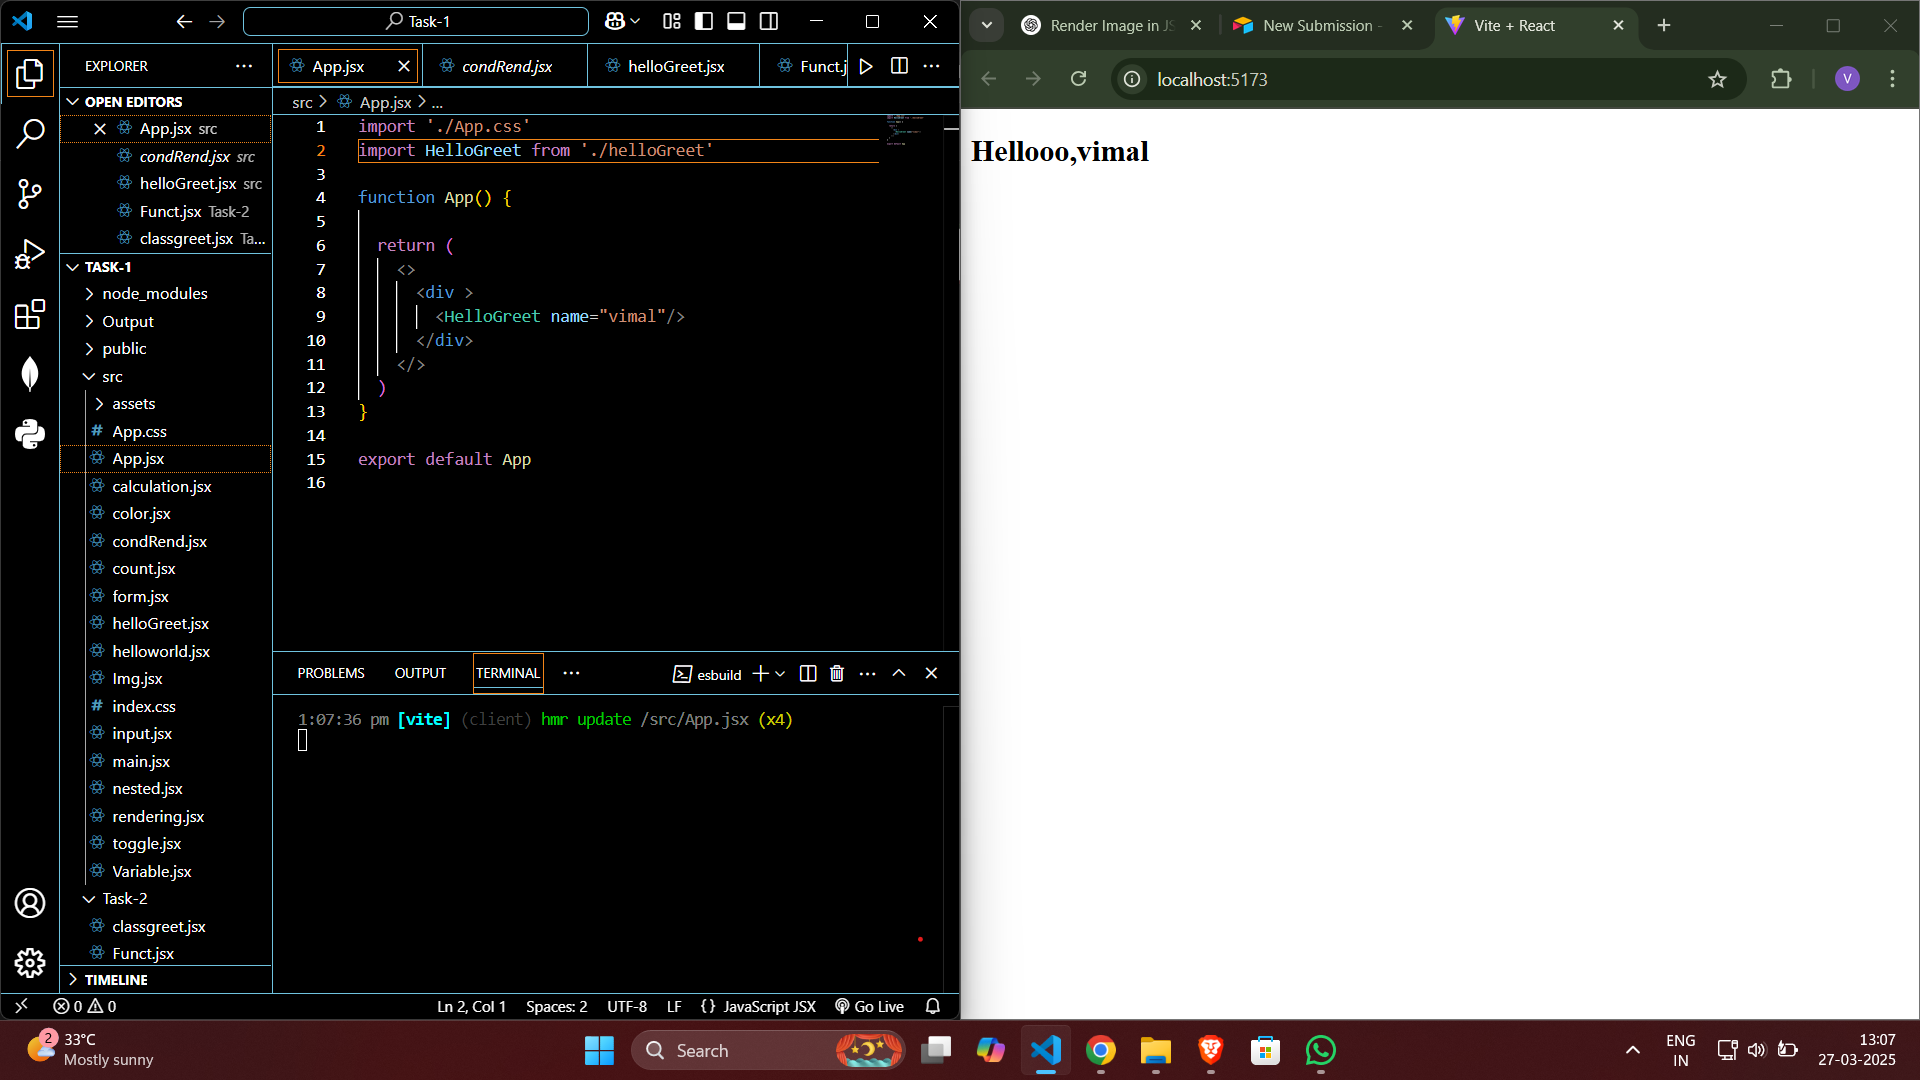 Task-1
EXPLORER
OPEN EDITORS
App.jsx src
condRend.jsx src
helloGreet.jsx src
Funct.jsx Task-2
classgreet.jsx Ta...
TASK-1
node_modules
Output
public
src
assets
# App.css
App.jsx
calculation.jsx
color.jsx
condRend.jsx
count.jsx
form.jsx
helloGreet.jsx
helloworld.jsx
Img.jsx
# index.css
input.jsx
main.jsx
nested.jsx
rendering.jsx
toggle.jsx
Variable.jsx
Task-2
classgreet.jsx
Funct.jsx
TIMELINE
App.jsx condRend.jsx helloGreet.jsx Funct.j
src > App.jsx > ...
1 import './App.css'
2 import HelloGreet from './helloGreet'
3
4 function App() {
5
6 return (
7 <>
8 <div >
9 <HelloGreet name="vimal"/>
10 </div>
11 </>
12 )
13 }
14
15 export default App
16
PROBLEMS OUTPUT TERMINAL esbuild
1:07:36 pm [vite] (client) hmr update /src/App.jsx (x4)
0 0 Ln 2, Col 1 Spaces: 2 UTF-8 LF {} JavaScript JSX Go Live
Render Image in JS New Submission - Vite + React
localhost:5173 V
Hellooo,vimal
2 33°C
Mostly sunny
Search
ENG
IN
13:07
27-03-2025